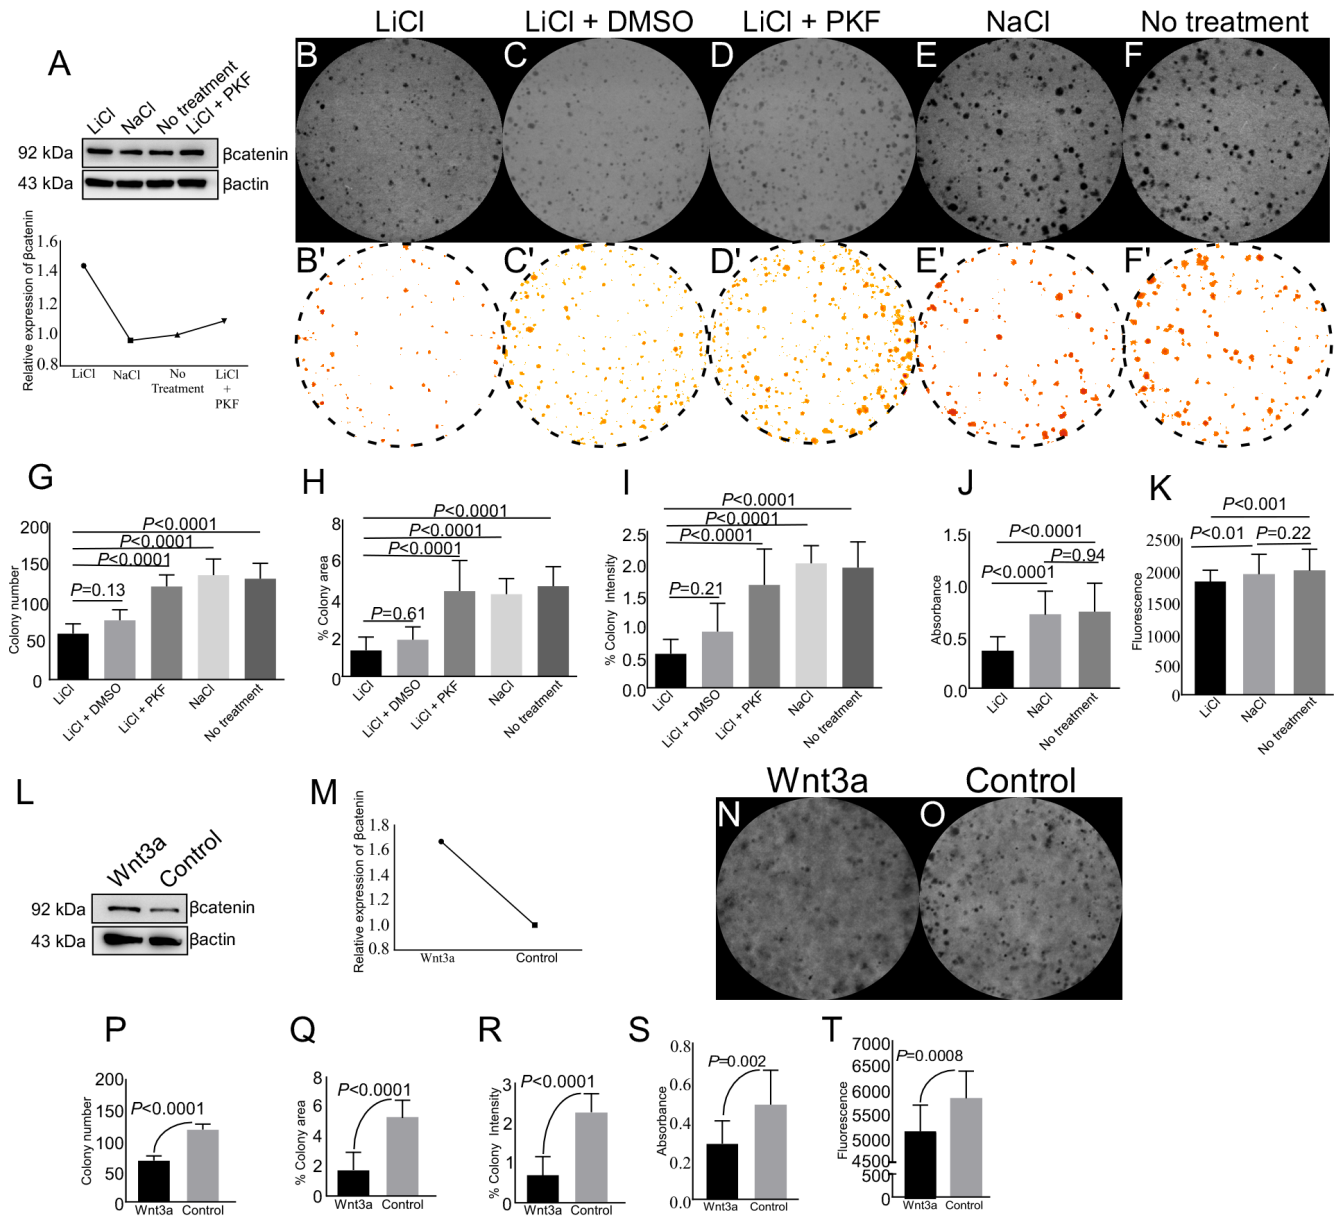 LiCl LiCl + DMSO LiCl + PKF NaCl No treatment
A
LiCl NaCl No treatment LiCl + PKF
92 kDa βcatenin
43 kDa βactin
Relative expression of βcatenin
1.6
1.4
1.2
1.0
0.8
LiCl NaCl No Treatment LiCl + PKF
B C D E F
B' C' D' E' F'
G
Colony number
200
150
100
50
0
P<0.0001
P<0.0001
P<0.0001
P=0.13
LiCl LiCl + DMSO LiCl + PKF NaCl No treatment
H
% Colony area
8
6
4
2
0
P<0.0001
P<0.0001
P<0.0001
P=0.61
LiCl LiCl + DMSO LiCl + PKF NaCl No treatment
I
% Colony Intensity
2.5
2.0
1.5
1.0
0.5
0.0
P<0.0001
P<0.0001
P<0.0001
P=0.21
LiCl LiCl + DMSO LiCl + PKF NaCl No treatment
J
Absorbance
1.5
1.0
0.5
0.0
P<0.0001
P=0.94
P<0.0001
LiCl NaCl No treatment
K
Fluorescence
2500
2000
1500
1000
500
0
P<0.001
P<0.01 P=0.22
LiCl NaCl No treatment
L
Wnt3a Control
92 kDa βcatenin
43 kDa βactin
M
Relative expression of βcatenin
1.8
1.6
1.4
1.2
1.0
0.8
Wnt3a Control
Wnt3a Control
N O
P
Colony number
200
150
100
50
0
P<0.0001
Wnt3a Control
Q
% Colony area
8
6
4
2
0
P<0.0001
Wnt3a Control
R
% Colony Intensity
3
2
1
0
P<0.0001
Wnt3a Control
S
Absorbance
0.8
0.6
0.4
0.2
0.0
P=0.002
Wnt3a Control
T
Fluorescence
7000
6500
6000
5500
5000
4500
500
0
P=0.0008
Wnt3a Control